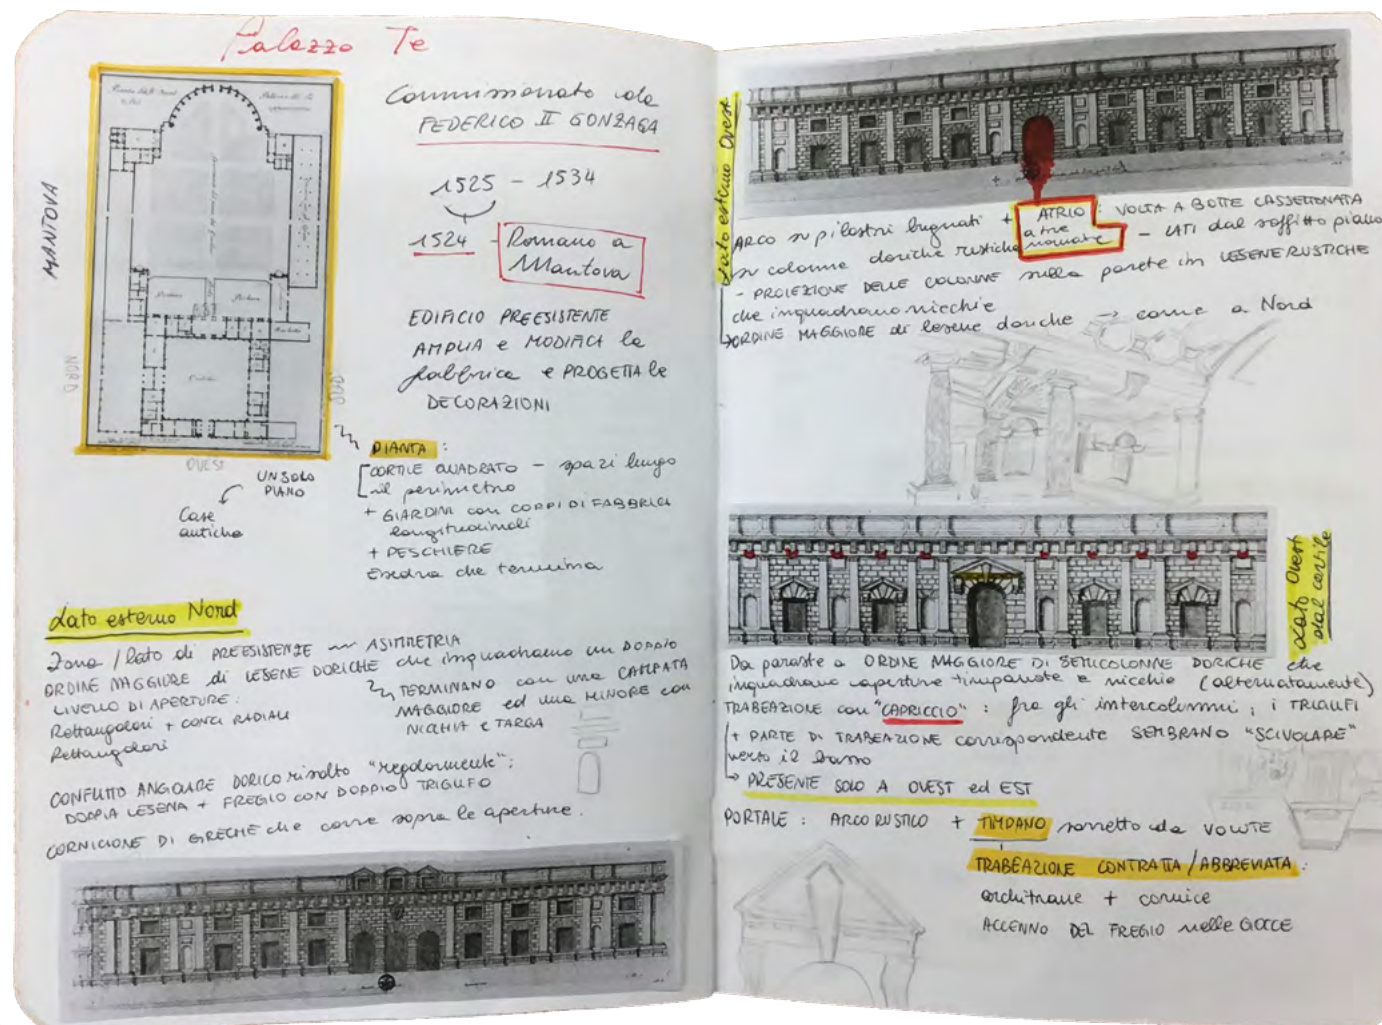 Palazzo Te
MANTOVA
NORD
SUD
OVEST
Commissionato da
FEDERICO II GONZAGA
1525 – 1534
1524 - Romano a
Mantova
EDIFICIO PREESISTENTE
AMPLIA e MODIFICA la
fabbrica e PROGETTA le
DECORAZIONI
UN SOLO
PIANO
Case
antiche
PIANTA :
CORTILE QUADRATO – spazi lungo
il perimetro
+ GIARDINI con CORPI DI FABBRICA
longitudinali
+ PESCHIERE
Esedra che termina
Lato esterno Nord
Zona / lato di PREESISTENZE ASIMMETRIA
ORDINE MAGGIORE di LESENE DORICHE che inquadrano un DOPPIO
LIVELLO DI APERTURE :
Rettangolari + CONCI RADIALI
Rettangolari
TERMINANO con una CAMPATA
MAGGIORE ed una MINORE con
NICCHIA e TARGA
CONFLITTO ANGOLARE DORICO risolto "regolarmente" :
DOPPIA LESENA + FREGIO CON DOPPIO TRIGLIFO
CORNICIONE DI GRECHE che corre sopra le aperture.
Lato esterno Ovest
ARCO su pilastri bugnati + ATRIO : VOLTA A BOTTE CASSETTONATA
a tre
navate
su colonne doriche rustiche – LATI dal soffitto piano
- PROIEZIONE DELLE COLONNE sulla parete in LESENE RUSTICHE
che inquadrano nicchie
ORDINE MAGGIORE di lesene doriche → come a Nord
Lato Ovest
dal cortile
Da paraste a ORDINE MAGGIORE DI SEMICOLONNE DORICHE che
inquadrano aperture timpanate e nicchie (alternatamente)
TRABEAZIONE con "CAPRICCIO" : fra gli intercolumni, i TRIGLIFI
+ PARTE DI TRABEAZIONE corrispondente SEMBRANO "SCIVOLARE"
verso il basso
→ PRESENTE SOLO A OVEST ed EST
PORTALE : ARCO RUSTICO + TIMPANO sorretto da VOLUTE
TRABEAZIONE CONTRATTA / ABBREVIATA :
architrave + cornice
ACCENNO DEL FREGIO nelle GOCCE